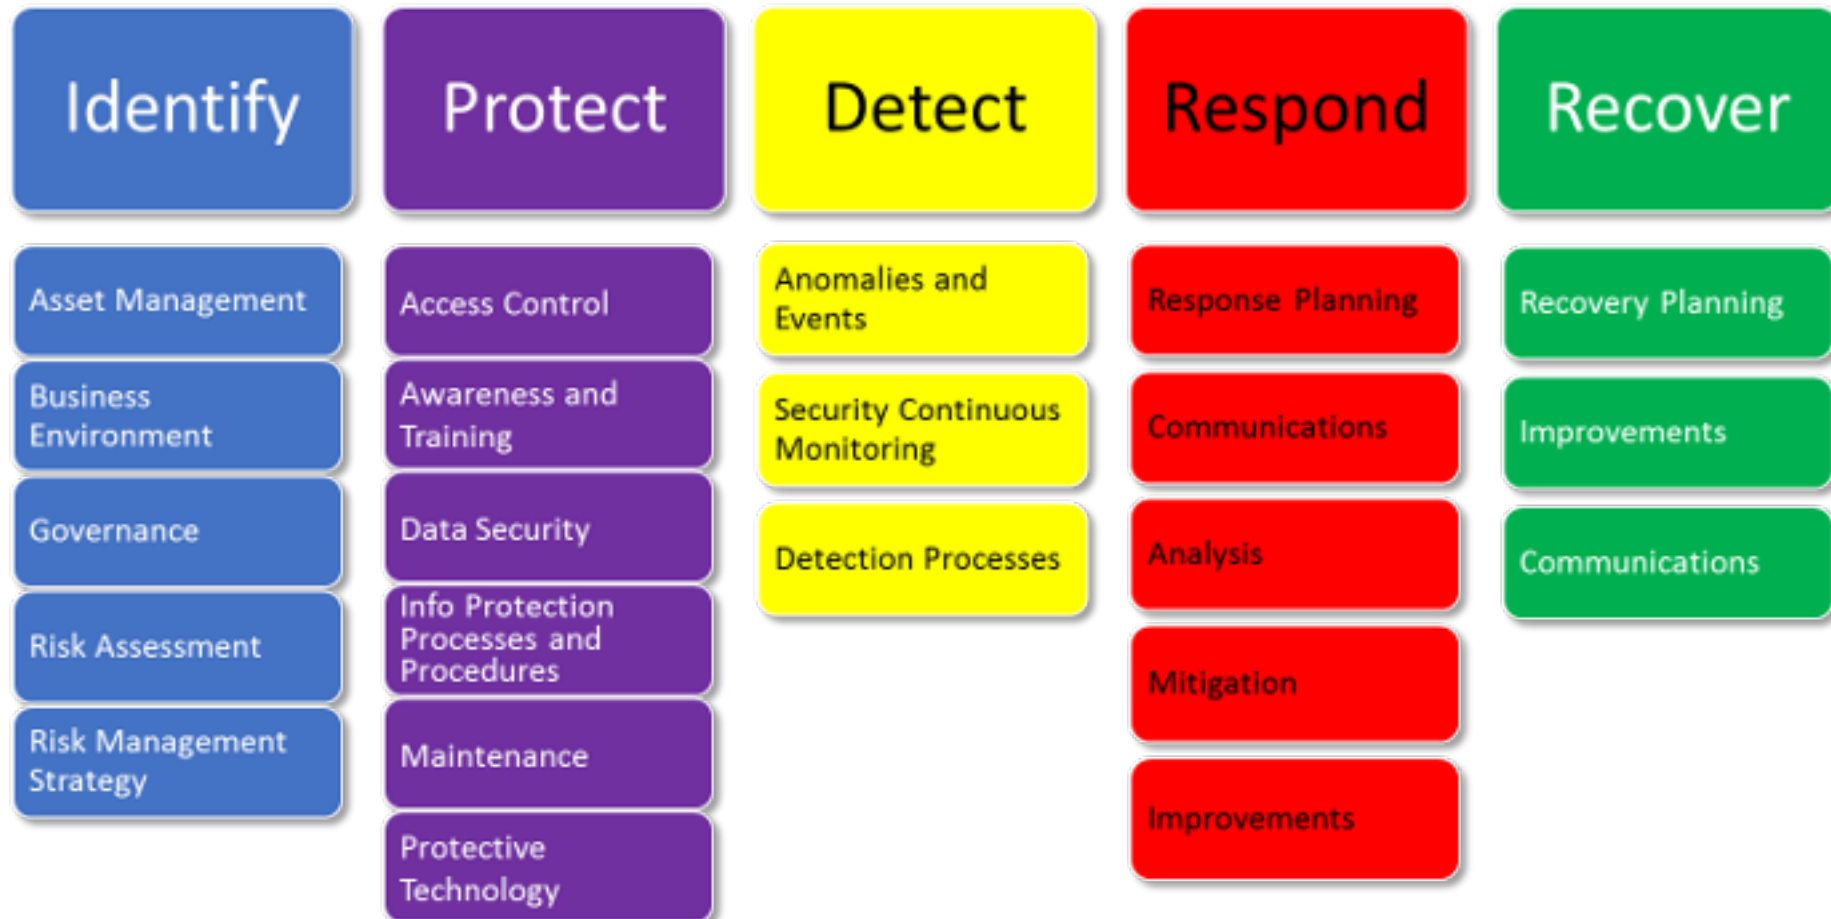 Identify
Protect
Detect
Respond
Recover
Asset Management
Business
Environment
Governance
Risk Assessment
Risk Management
Strategy
Access Control
Awareness and
Training
Data Security
Info Protection
Processes and
Procedures
Maintenance
Protective
Technology
Anomalies and
Events
Security Continuous
Monitoring
Detection Processes
Response Planning
Communications
Analysis
Mitigation
Improvements
Recovery Planning
Improvements
Communications